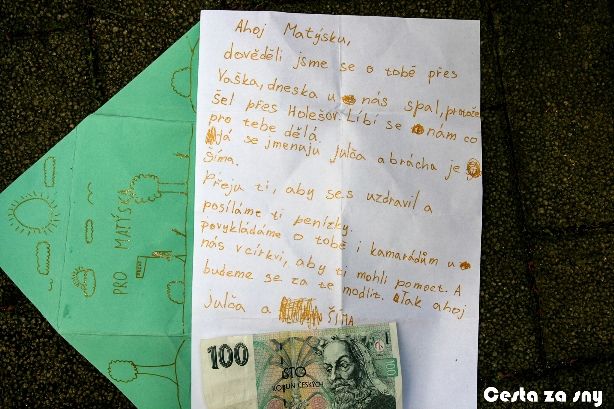 Ahoj Matýsku,
dověděli jsme se o tobě přes
Vaška, dneska u nás spal, protože
šel přes Holešov. Líbí se nám co
pro tebe dělá
já se jmenuju julča a brácha je
Šíma.
Přeju ti, aby ses uzdravil a
posíláme ti penízky.
povykládáme o tobě i kamarádům u
nás v církvi, aby ti mohli pomoct. A
budeme se za tě modlit. Tak ahoj
julča a ŠÍMA
PRO MATÝSKA
100
STO
KORUN ČESKÝCH
100
Cesta za sny